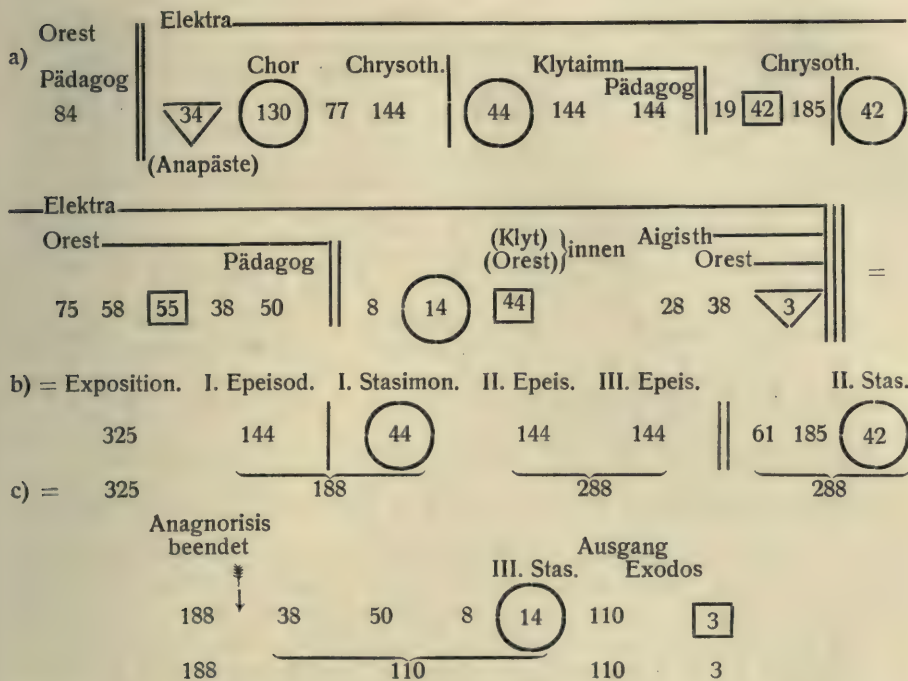 Orest Elektra
a)
Pädagog Chor Chrysoth. Klytaimn Chrysoth.
Pädagog
84 34 130 77 144 44 144 144 19 42 185 42
(Anapäste)
Elektra
Orest (Klyt) Aigisth
Pädagog (Orest) innen Orest
=
75 58 55 38 50 8 14 44 28 38 3
b) = Exposition. I. Epeisod. I. Stasimon. II. Epeis. III. Epeis. II. Stas.
325 144 44 144 144 61 185 42
c) = 325 188 288 288
Anagnorisis
beendet Ausgang
III. Stas. Exodos
188 38 50 8 14 110 3
188 110 110 3